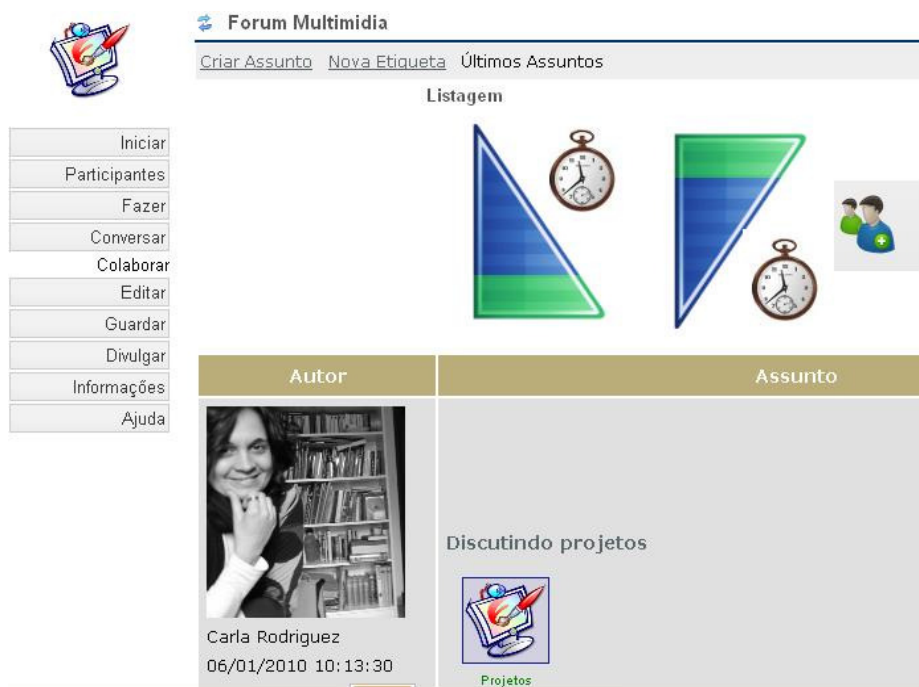 Forum Multimidia
Criar Assunto Nova Etiqueta Últimos Assuntos
Listagem
Iniciar
Participantes
Fazer
Conversar
Colaborar
Editar
Guardar
Divulgar
Informações
Ajuda
Autor Assunto
Discutindo projetos
Carla Rodriguez
06/01/2010 10:13:30
Projetos